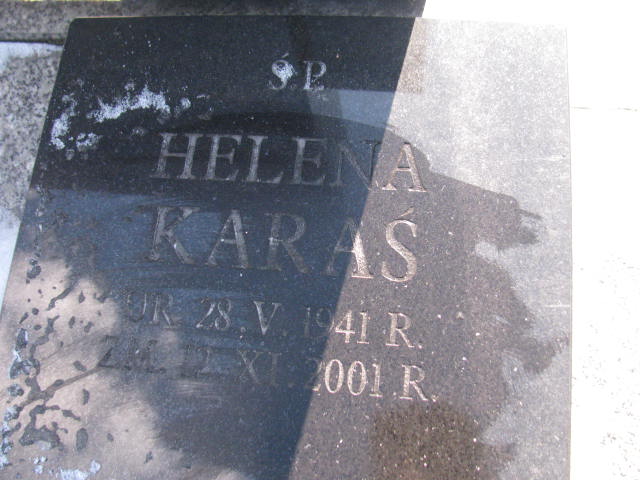 Ś.P.
HELENA
KARAŚ
UR. 28.V.1941 R.
ZM. 12.XI.2001 R.